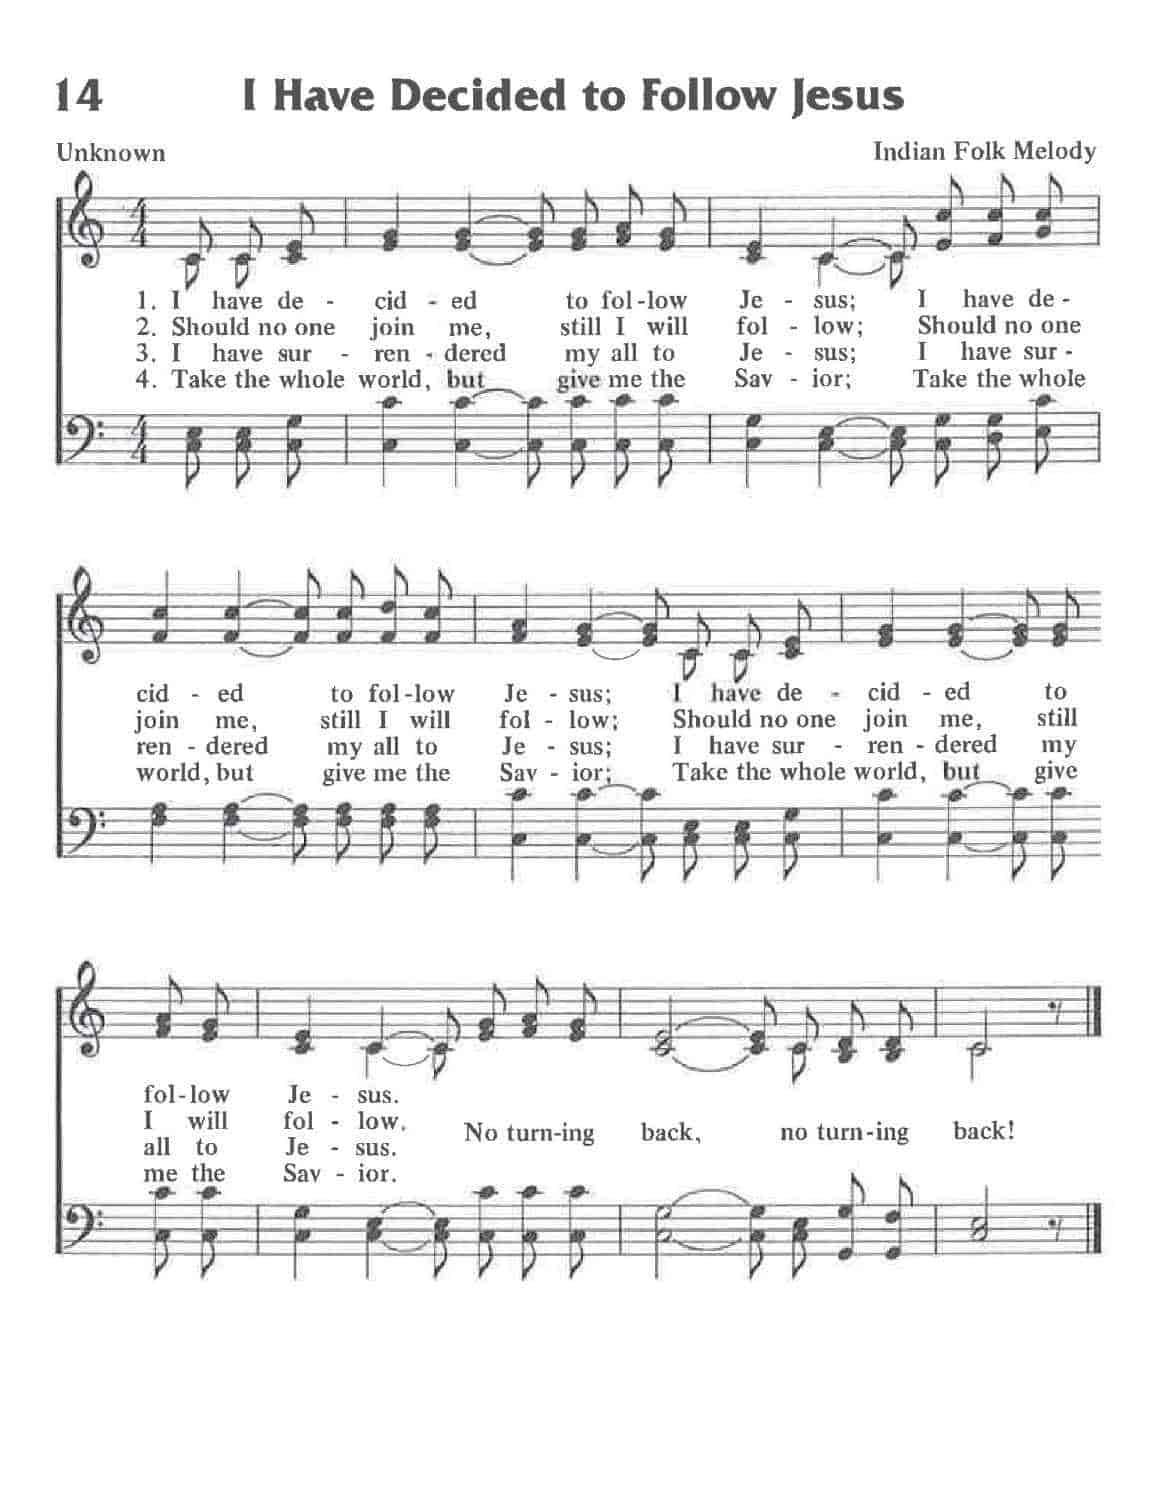 14 I Have Decided to Follow Jesus
Unknown Indian Folk Melody
1. I have de - cid - ed to fol-low Je - sus; I have de -
2. Should no one join me, still I will fol - low; Should no one
3. I have sur - ren - dered my all to Je - sus; I have sur -
4. Take the whole world, but give me the Sav - ior; Take the whole
cid - ed to fol-low Je - sus; I have de - cid - ed to
join me, still I will fol - low; Should no one join me, still
ren - dered my all to Je - sus; I have sur - ren - dered my
world, but give me the Sav - ior; Take the whole world, but give
fol-low Je - sus.
I will fol - low. No turn-ing back, no turn-ing back!
all to Je - sus.
me the Sav - ior.